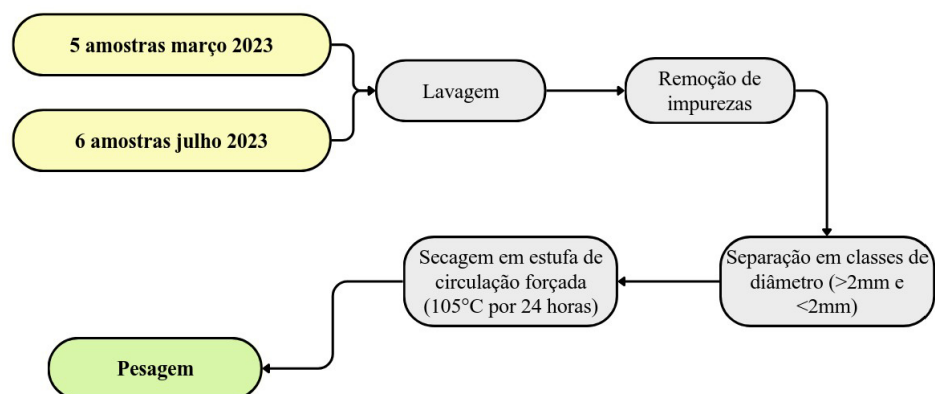 5 amostras março 2023
6 amostras julho 2023
Lavagem
Remoção de
impurezas
Separação em classes de
diâmetro (>2mm e
<2mm)
Secagem em estufa de
circulação forçada
(105°C por 24 horas)
Pesagem